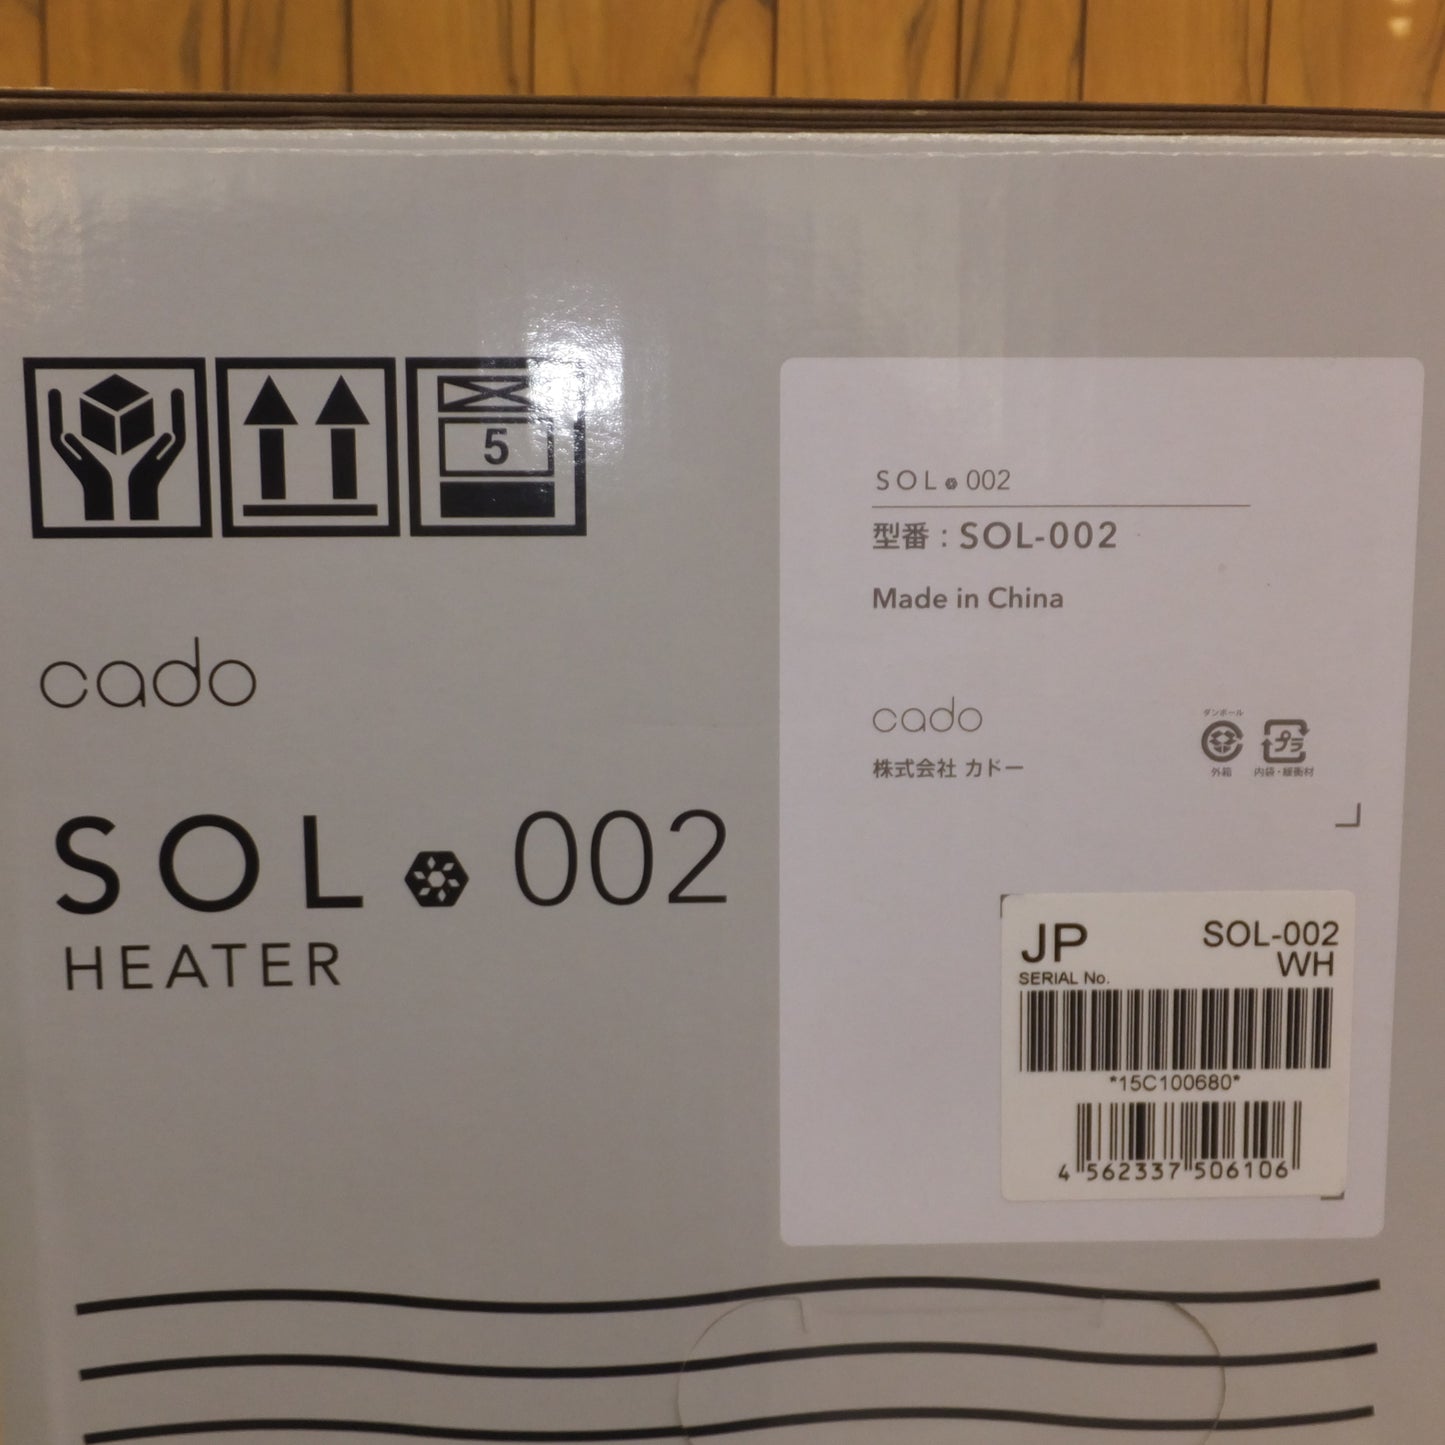 5
cado
SOL 002
HEATER
SOL 002
型番：SOL-002
Made in China
cado
株式会社 カドー
ダンボール
外箱
プラ
内袋・緩衝材
JP
SOL-002
WH
SERIAL No.
*15C100680*
4 562337 506106